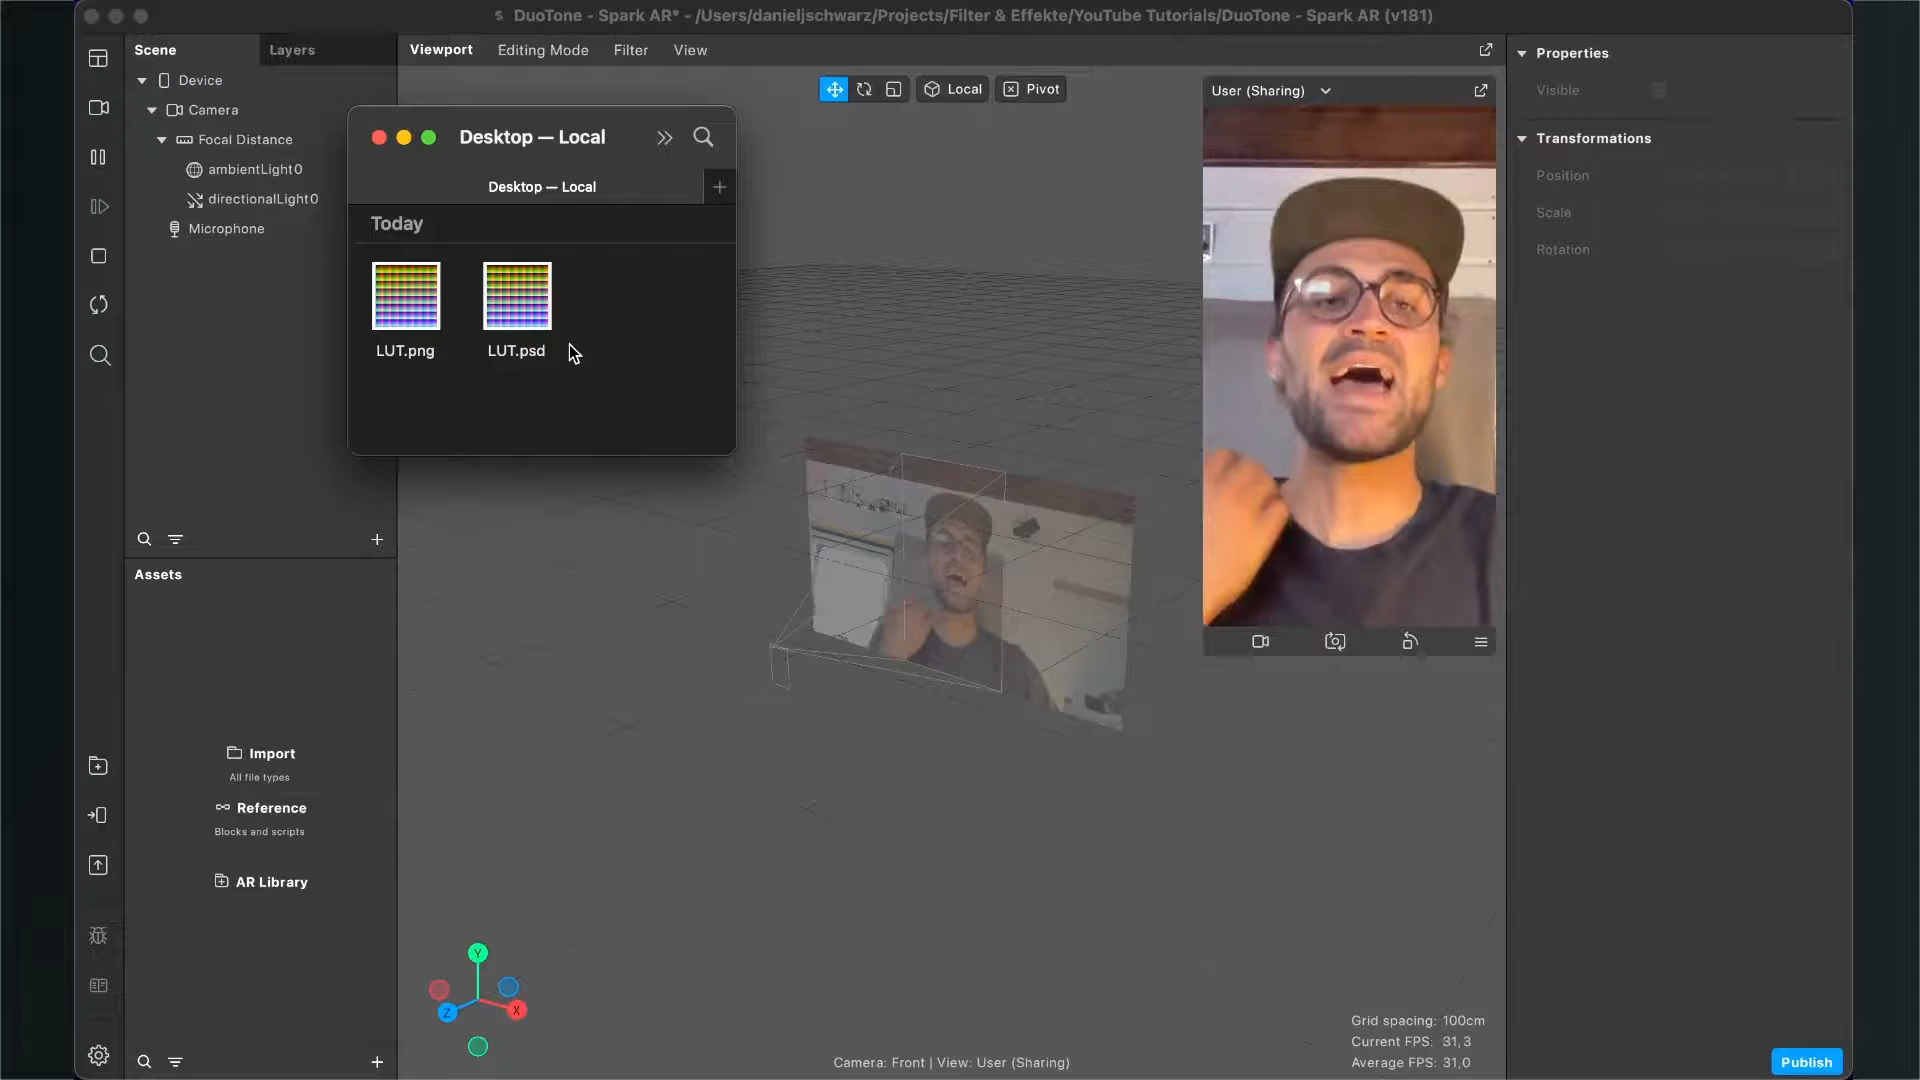 DuoTone - Spark AR* - /Users/danieljschwarz/Projects/Filter & Effekte/YouTube Tutorials/DuoTone - Spark AR (v181)
Scene
Layers
Viewport
Editing Mode
Filter
View
Properties
Device
Visible
Local
Pivot
User (Sharing)
Camera
Desktop — Local
Focal Distance
Transformations
ambientLight0
Position
Desktop — Local
directionalLight0
Scale
Microphone
Today
Rotation
LUT.png
LUT.psd
Assets
Import
All file types
Reference
Blocks and scripts
AR Library
Y
Z
X
Grid spacing: 100cm
Current FPS: 31,3
Camera: Front | View: User (Sharing)
Average FPS: 31,0
Publish